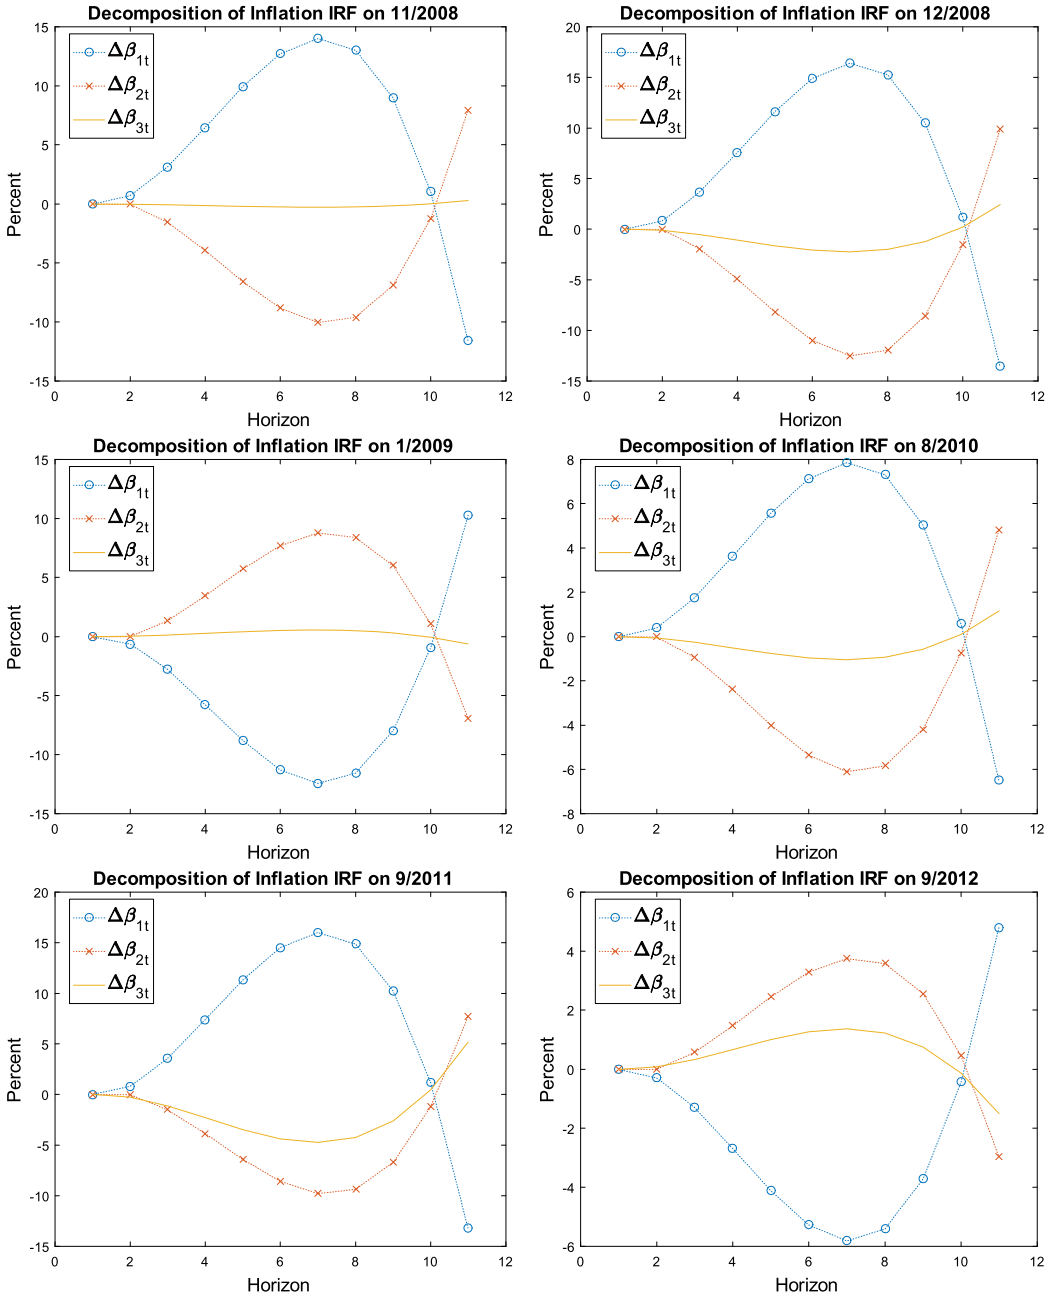 Decomposition of Inflation IRF on 11/2008
Δβ1t
Δβ2t
Δβ3t
15
10
5
0
-5
-10
-15
Percent
0 2 4 6 8 10 12
Horizon
Decomposition of Inflation IRF on 12/2008
Δβ1t
Δβ2t
Δβ3t
20
15
10
5
0
-5
-10
-15
Percent
0 2 4 6 8 10 12
Horizon
Decomposition of Inflation IRF on 1/2009
Δβ1t
Δβ2t
Δβ3t
15
10
5
0
-5
-10
-15
Percent
0 2 4 6 8 10 12
Horizon
Decomposition of Inflation IRF on 8/2010
Δβ1t
Δβ2t
Δβ3t
8
6
4
2
0
-2
-4
-6
-8
Percent
0 2 4 6 8 10 12
Horizon
Decomposition of Inflation IRF on 9/2011
Δβ1t
Δβ2t
Δβ3t
20
15
10
5
0
-5
-10
-15
Percent
0 2 4 6 8 10 12
Horizon
Decomposition of Inflation IRF on 9/2012
Δβ1t
Δβ2t
Δβ3t
6
4
2
0
-2
-4
-6
Percent
0 2 4 6 8 10 12
Horizon